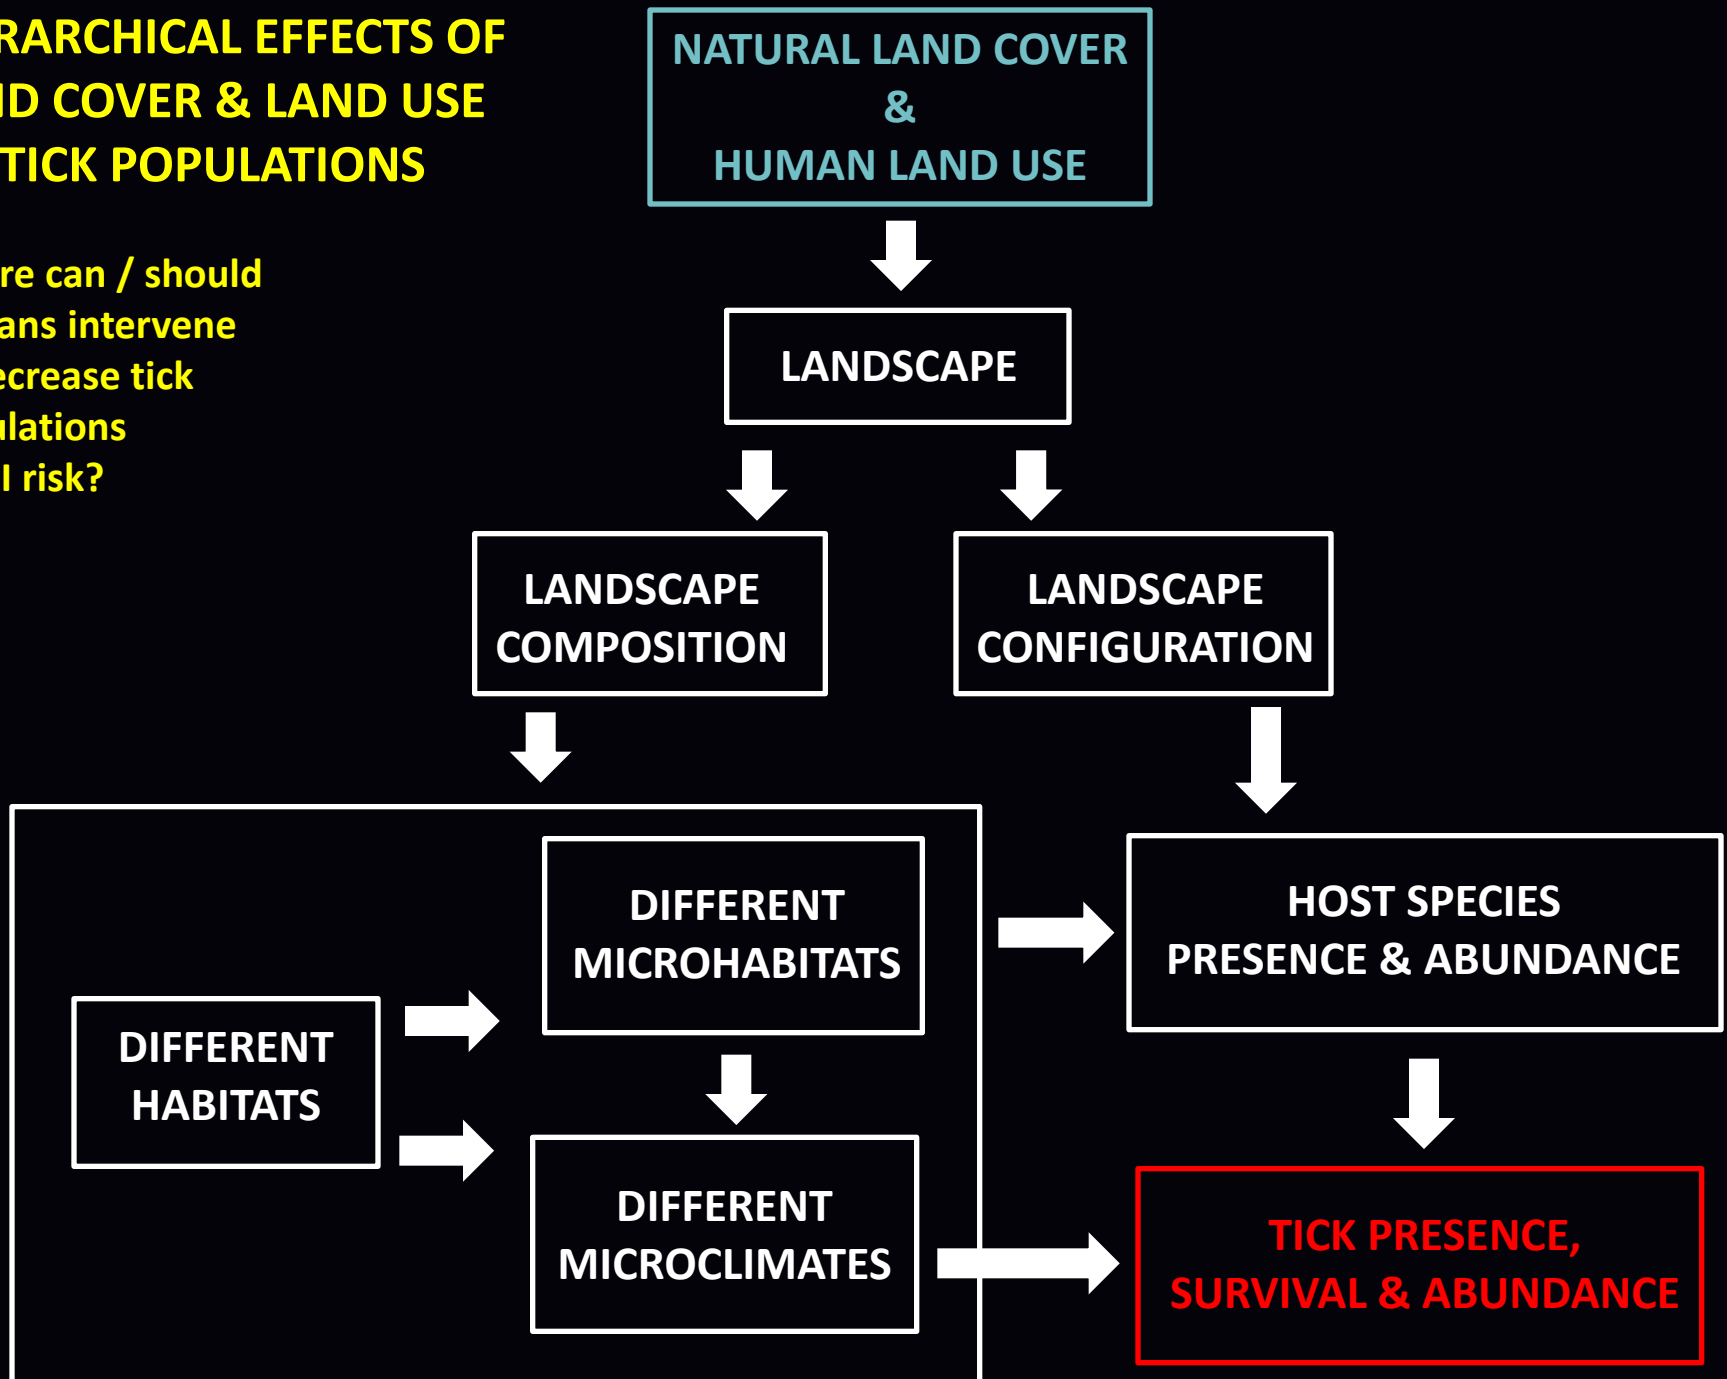 RARCHICAL EFFECTS OF
ND COVER & LAND USE
TICK POPULATIONS
re can / should
ans intervene
ecrease tick
ulations
I risk?
NATURAL LAND COVER
&
HUMAN LAND USE
LANDSCAPE
LANDSCAPE
COMPOSITION
LANDSCAPE
CONFIGURATION
DIFFERENT
MICROHABITATS
HOST SPECIES
PRESENCE & ABUNDANCE
DIFFERENT
HABITATS
DIFFERENT
MICROCLIMATES
TICK PRESENCE,
SURVIVAL & ABUNDANCE